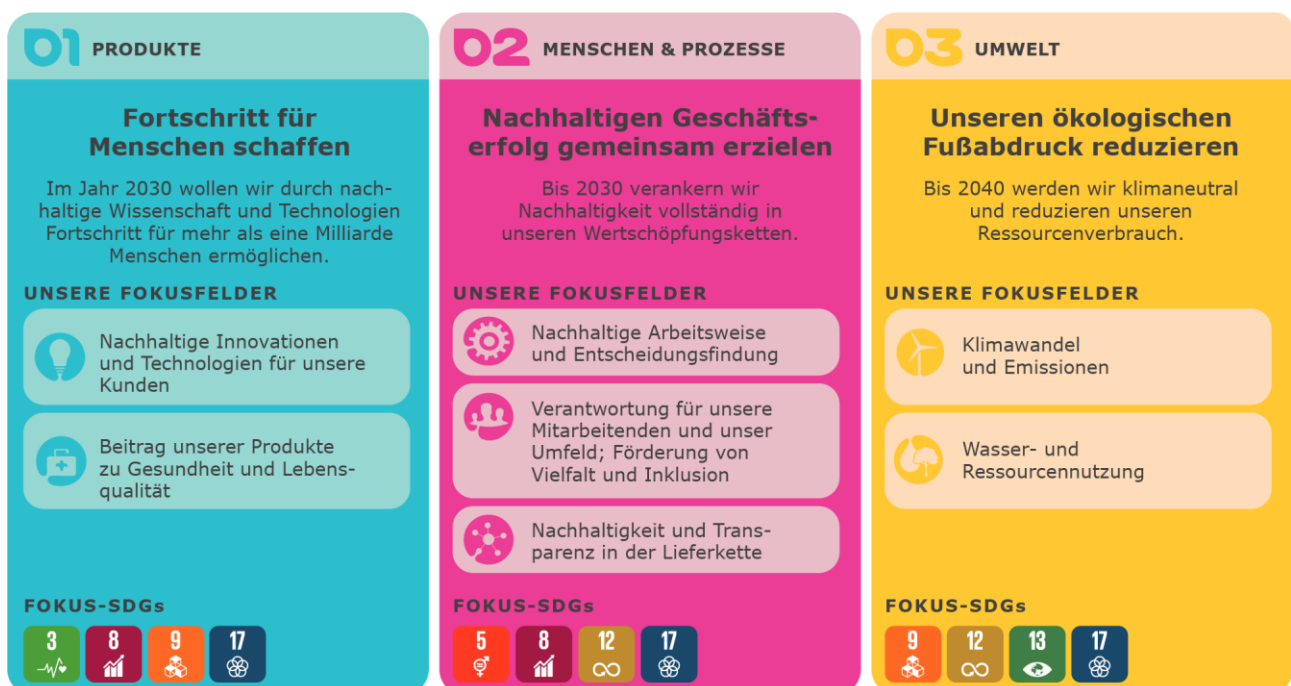 01 PRODUKTE
Fortschritt für
Menschen schaffen
Im Jahr 2030 wollen wir durch nach-
haltige Wissenschaft und Technologien
Fortschritt für mehr als eine Milliarde
Menschen ermöglichen.
UNSERE FOKUSFELDER
Nachhaltige Innovationen
und Technologien für unsere
Kunden
Beitrag unserer Produkte
zu Gesundheit und Lebens-
qualität
FOKUS-SDGs
3 8 9 17
02 MENSCHEN & PROZESSE
Nachhaltigen Geschäfts-
erfolg gemeinsam erzielen
Bis 2030 verankern wir
Nachhaltigkeit vollständig in
unseren Wertschöpfungsketten.
UNSERE FOKUSFELDER
Nachhaltige Arbeitsweise
und Entscheidungsfindung
Verantwortung für unsere
Mitarbeitenden und unser
Umfeld; Förderung von
Vielfalt und Inklusion
Nachhaltigkeit und Trans-
parenz in der Lieferkette
FOKUS-SDGs
5 8 12 17
03 UMWELT
Unseren ökologischen
Fußabdruck reduzieren
Bis 2040 werden wir klimaneutral
und reduzieren unseren
Ressourcenverbrauch.
UNSERE FOKUSFELDER
Klimawandel
und Emissionen
Wasser- und
Ressourcennutzung
FOKUS-SDGs
9 12 13 17